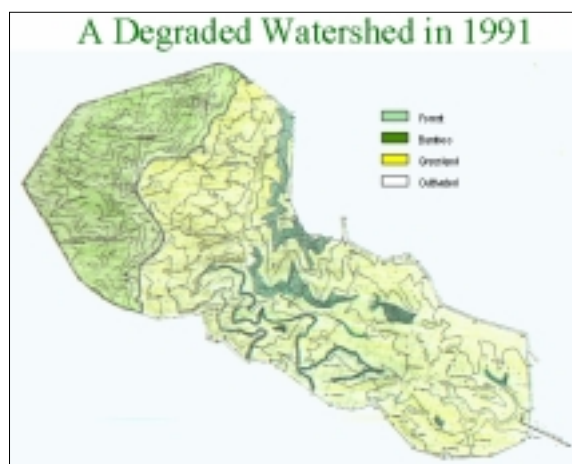 A Degraded Watershed in 1991
Forest
Bamboo
Grassland
Cultivated